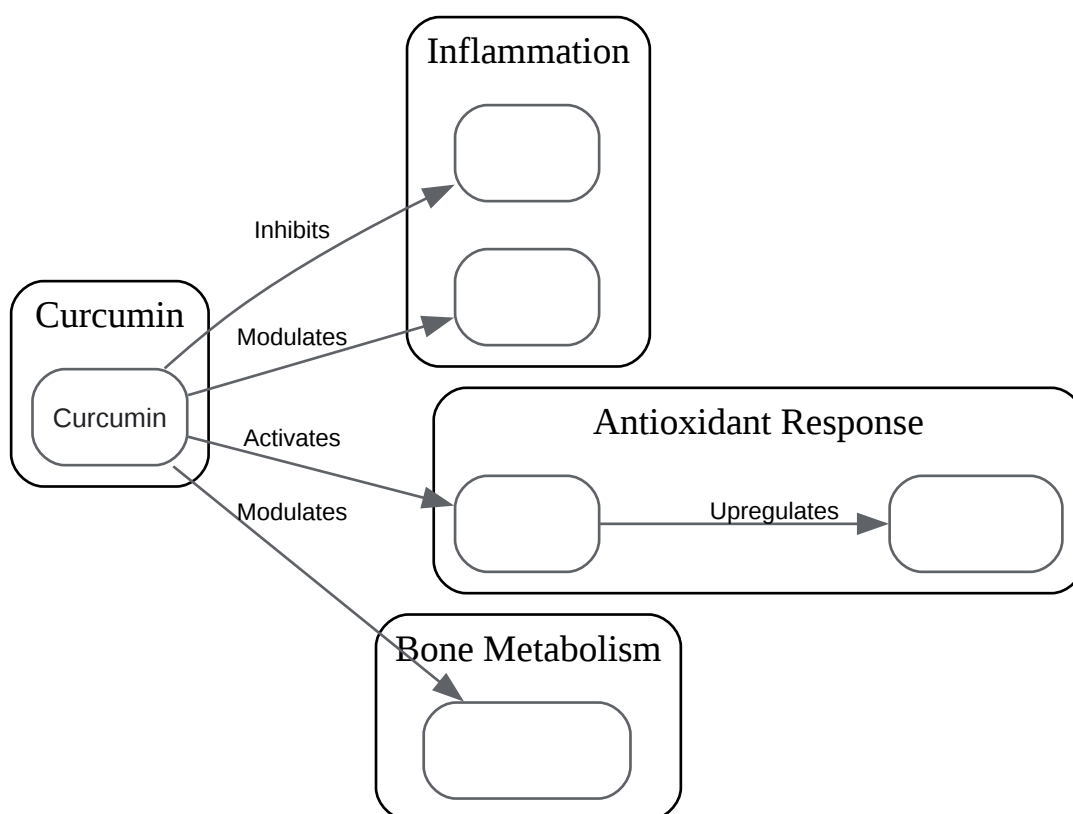 Inflammation
Inhibits
Curcumin
Modulates
Curcumin
Antioxidant Response
Activates
Modulates
Upregulates
Bone Metabolism